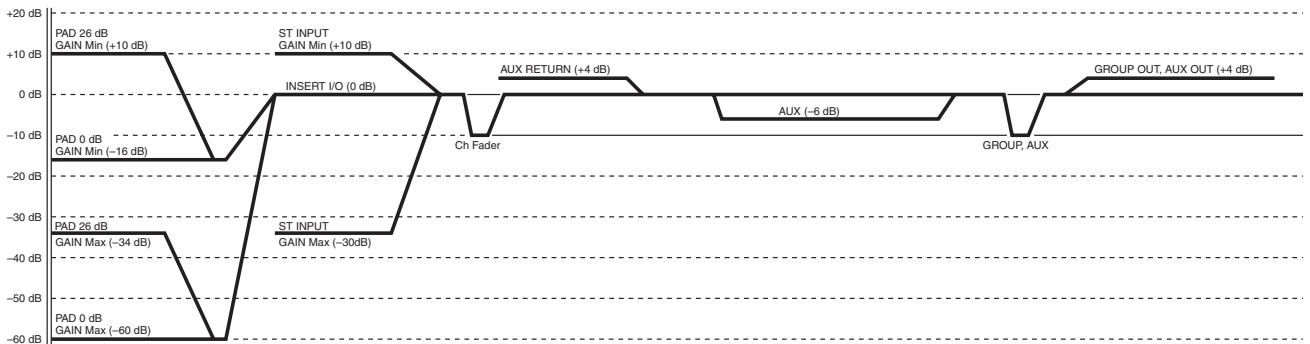 +20 dB
PAD 26 dB
GAIN Min (+10 dB)
ST INPUT
GAIN Min (+10 dB)
+10 dB
AUX RETURN (+4 dB)
GROUP OUT, AUX OUT (+4 dB)
INSERT I/O (0 dB)
0 dB
AUX (–6 dB)
–10 dB
PAD 0 dB
GAIN Min (–16 dB)
Ch Fader
GROUP, AUX
–20 dB
–30 dB
PAD 26 dB
GAIN Max (–34 dB)
ST INPUT
GAIN Max (–30dB)
–40 dB
–50 dB
PAD 0 dB
GAIN Max (–60 dB)
–60 dB